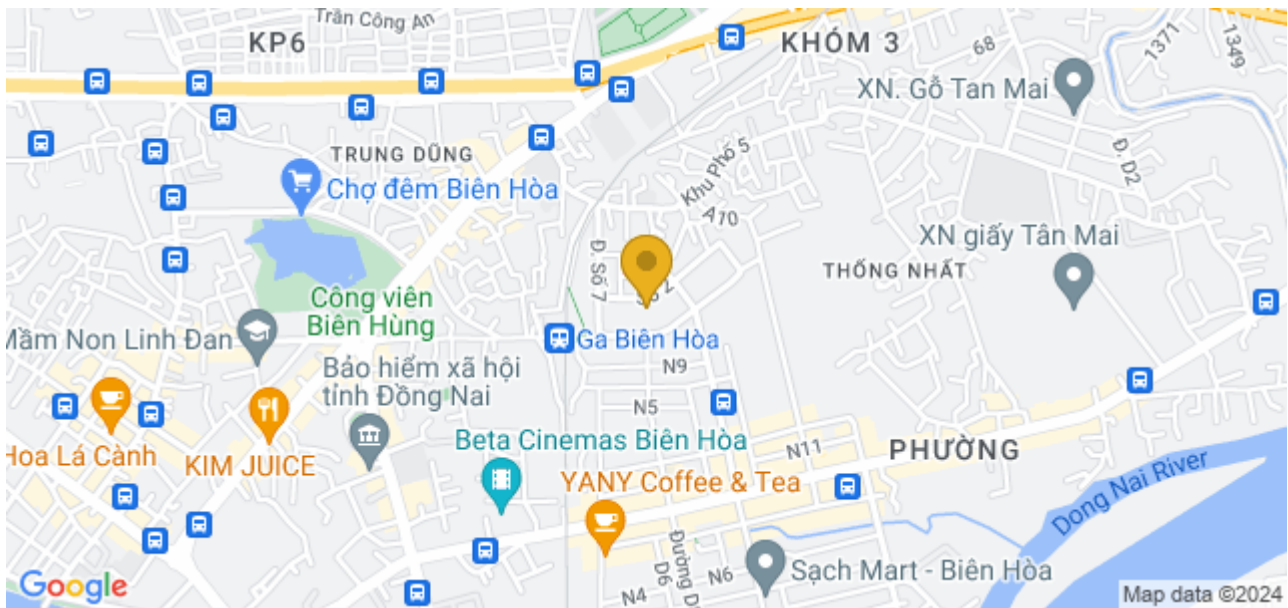 Trần Công An
KP6
KHÓM 3
68
1371
1349
XN. Gỗ Tan Mai
TRUNG DŨNG
Chợ đêm Biên Hòa
Khu Phố 5
Đ. D2
A70
XN giấy Tân Mai
Đ. Số 7
THỐNG NHẤT
Số 2
Công viên
Biên Hùng
Mầm Non Linh Đan
Ga Biên Hòa
Bảo hiểm xã hội
tỉnh Đồng Nai
N9
N5
Beta Cinemas Biên Hòa
N11
PHƯỜNG
Hoa Lá Cành
KIM JUICE
YANY Coffee & Tea
Dong Nai River
Đường D
D6
N6
Sạch Mart - Biên Hòa
N4
Google
Map data ©2024